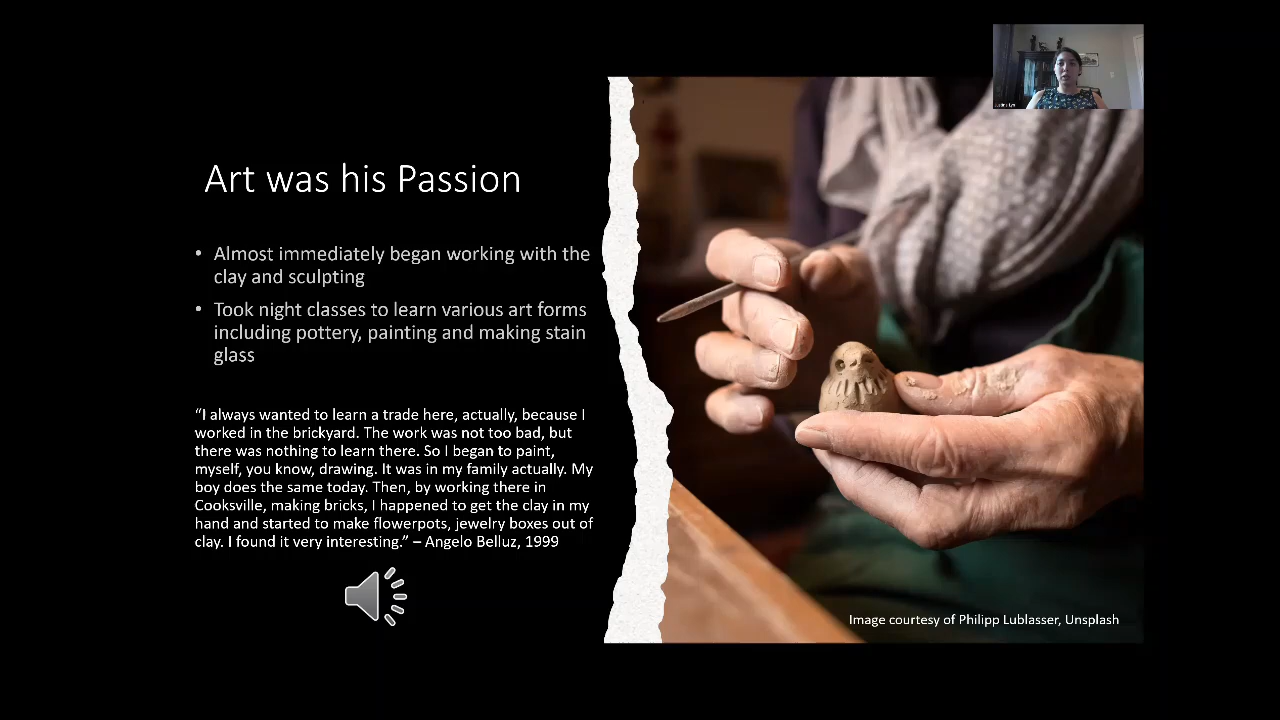 Justina Lyn
Art was his Passion
• Almost immediately began working with the
clay and sculpting
• Took night classes to learn various art forms
including pottery, painting and making stain
glass
“I always wanted to learn a trade here, actually, because I
worked in the brickyard. The work was not too bad, but
there was nothing to learn there. So I began to paint,
myself, you know, drawing. It was in my family actually. My
boy does the same today. Then, by working there in
Cooksville, making bricks, I happened to get the clay in my
hand and started to make flowerpots, jewelry boxes out of
clay. I found it very interesting.” – Angelo Belluz, 1999
Image courtesy of Philipp Lublasser, Unsplash